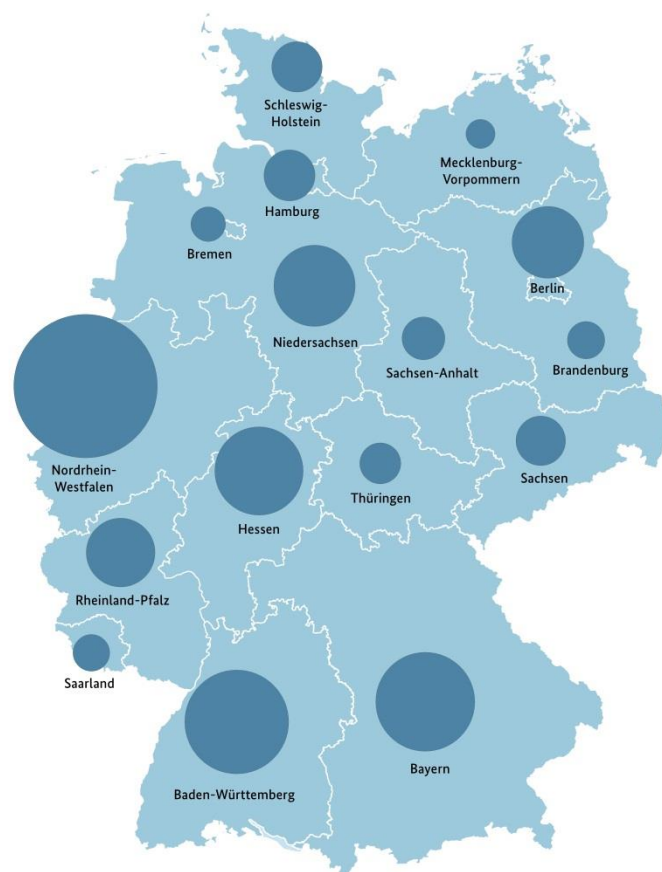 Schleswig-
Holstein
Mecklenburg-
Vorpommern
Hamburg
Bremen
Berlin
Niedersachsen
Sachsen-Anhalt
Brandenburg
Nordrhein-
Westfalen
Hessen
Thüringen
Sachsen
Rheinland-Pfalz
Saarland
Baden-Württemberg
Bayern